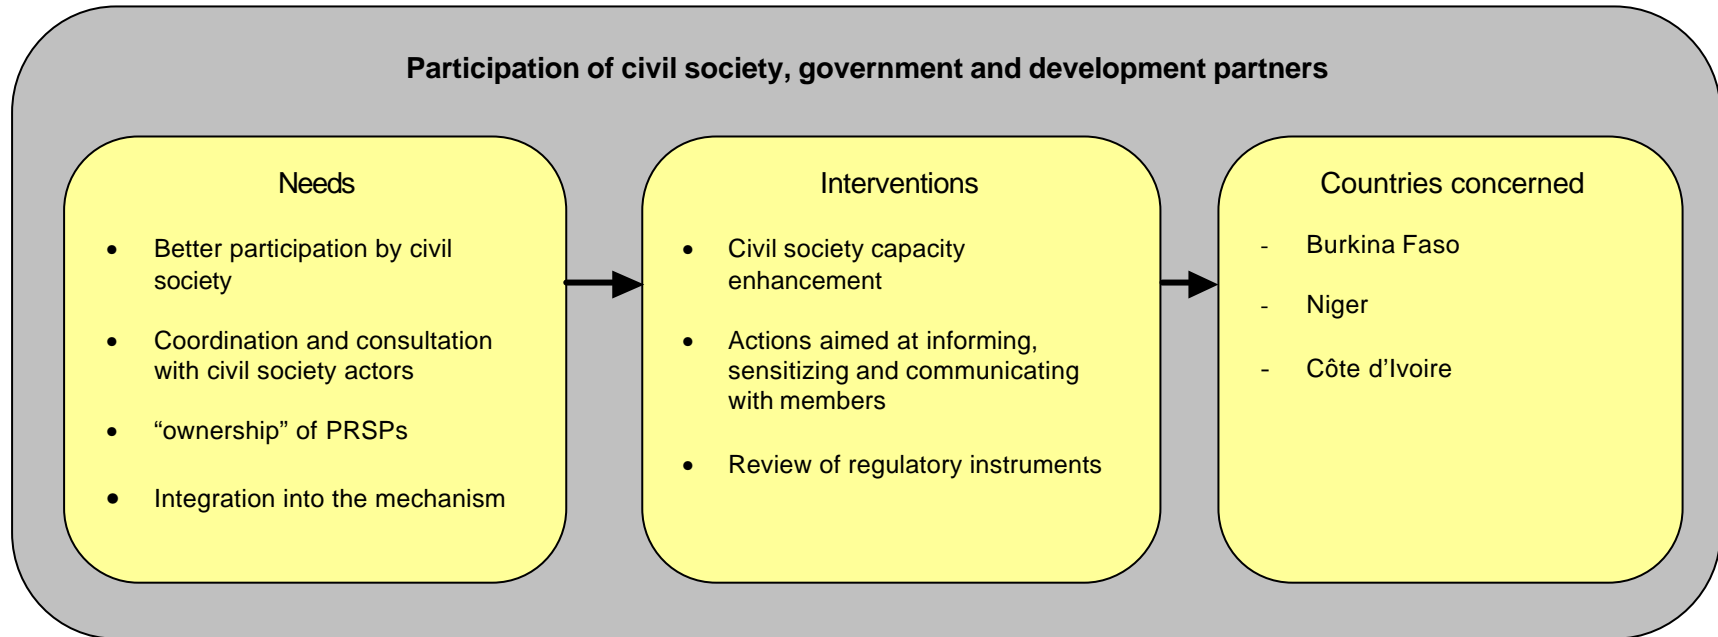 Participation of civil society, government and development partners
Needs
• Better participation by civil
society
• Coordination and consultation
with civil society actors
• “ownership” of PRSPs
• Integration into the mechanism
Interventions
• Civil society capacity
enhancement
• Actions aimed at informing,
sensitizing and communicating
with members
• Review of regulatory instruments
Countries concerned
- Burkina Faso
- Niger
- Côte d’Ivoire